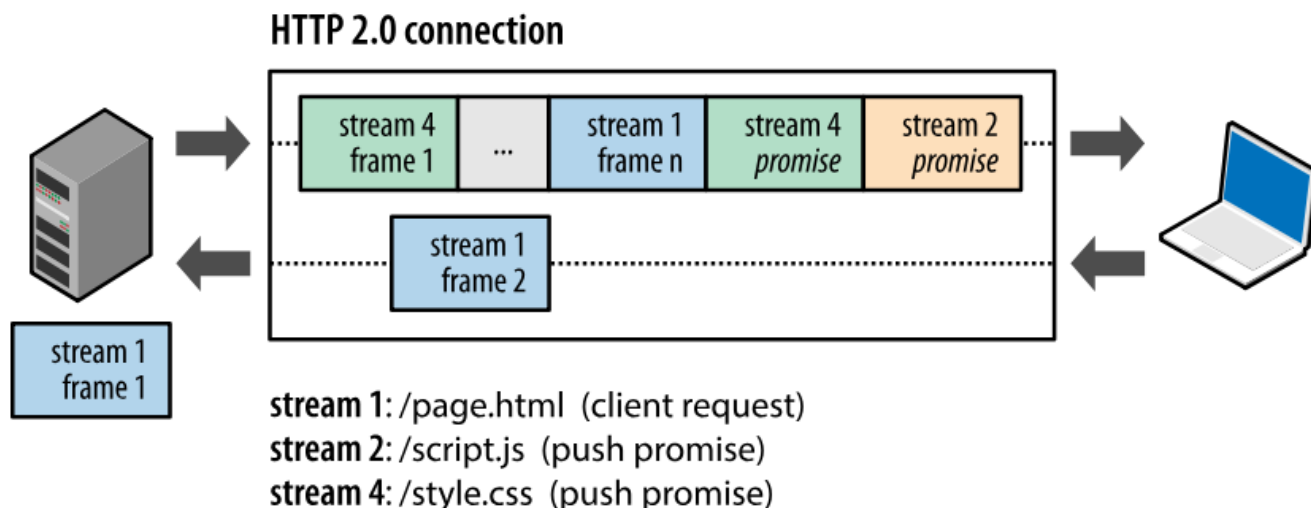 HTTP 2.0 connection
stream 4
frame 1
...
stream 1
frame n
stream 4
promise
stream 2
promise
stream 1
frame 2
stream 1
frame 1
stream 1: /page.html (client request)
stream 2: /script.js (push promise)
stream 4: /style.css (push promise)